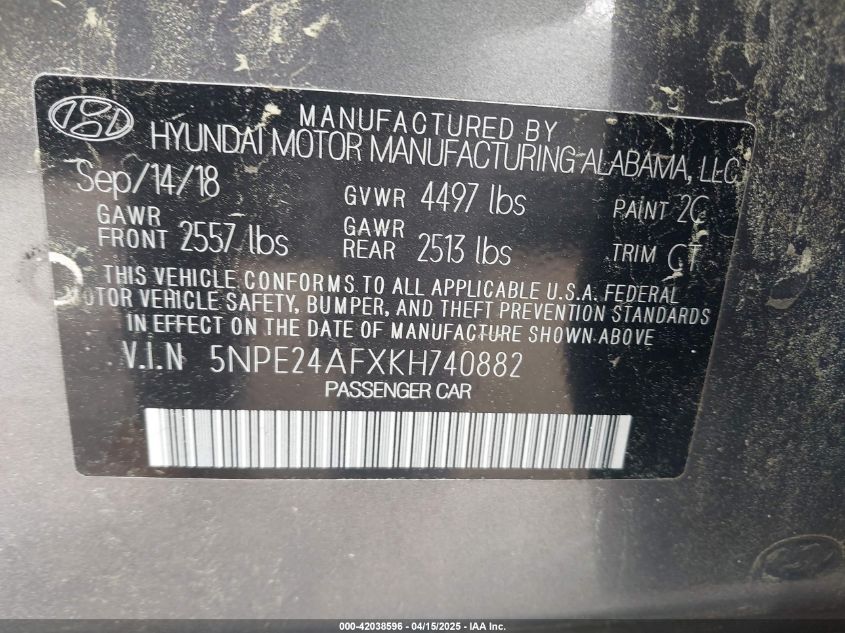 MANUFACTURED BY
HYUNDAI MOTOR MANUFACTURING ALABAMA, LLC
Sep/14/18
GVWR 4497 lbs
PAINT 2C
GAWR
FRONT 2557 lbs
GAWR
REAR 2513 lbs
TRIM CT
THIS VEHICLE CONFORMS TO ALL APPLICABLE U.S.A. FEDERAL
MOTOR VEHICLE SAFETY, BUMPER, AND THEFT PREVENTION STANDARDS
IN EFFECT ON THE DATE OF MANUFACTURE SHOWN ABOVE
V.I.N 5NPE24AFXKH740882
PASSENGER CAR
000-42038596 - 04/15/2025 - IAA Inc.